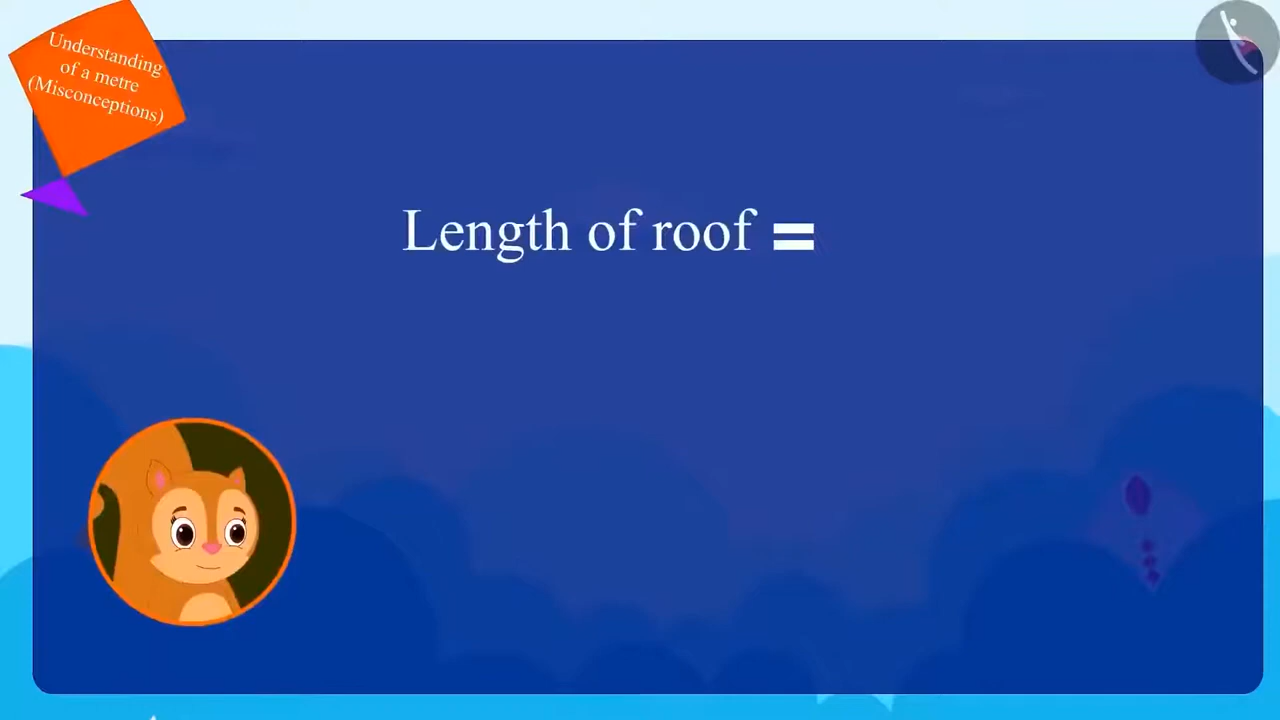 Understanding
of a metre
(Misconceptions)
Length of roof =